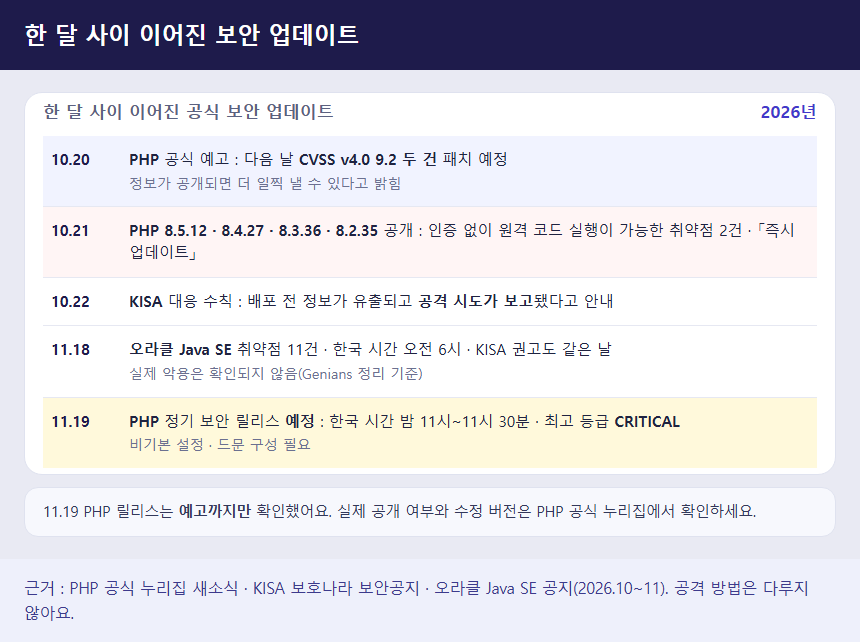 한 달 사이 이어진 보안 업데이트
한 달 사이 이어진 공식 보안 업데이트
2026년
10.20
PHP 공식 예고 : 다음 날 CVSS v4.0 9.2 두 건 패치 예정
정보가 공개되면 더 일찍 낼 수 있다고 밝힘
10.21
PHP 8.5.12 · 8.4.27 · 8.3.36 · 8.2.35 공개 : 인증 없이 원격 코드 실행이 가능한 취약점 2건 · 「즉시
업데이트」
10.22
KISA 대응 수칙 : 배포 전 정보가 유출되고 공격 시도가 보고됐다고 안내
11.18
오라클 Java SE 취약점 11건 · 한국 시간 오전 6시 · KISA 권고도 같은 날
실제 악용은 확인되지 않음(Genians 정리 기준)
11.19
PHP 정기 보안 릴리스 예정 : 한국 시간 밤 11시~11시 30분 · 최고 등급 CRITICAL
비기본 설정 · 드문 구성 필요
11.19 PHP 릴리스는 예고까지만 확인했어요. 실제 공개 여부와 수정 버전은 PHP 공식 누리집에서 확인하세요.
근거 : PHP 공식 누리집 새소식 · KISA 보호나라 보안공지 · 오라클 Java SE 공지(2026.10~11). 공격 방법은 다루지
않아요.